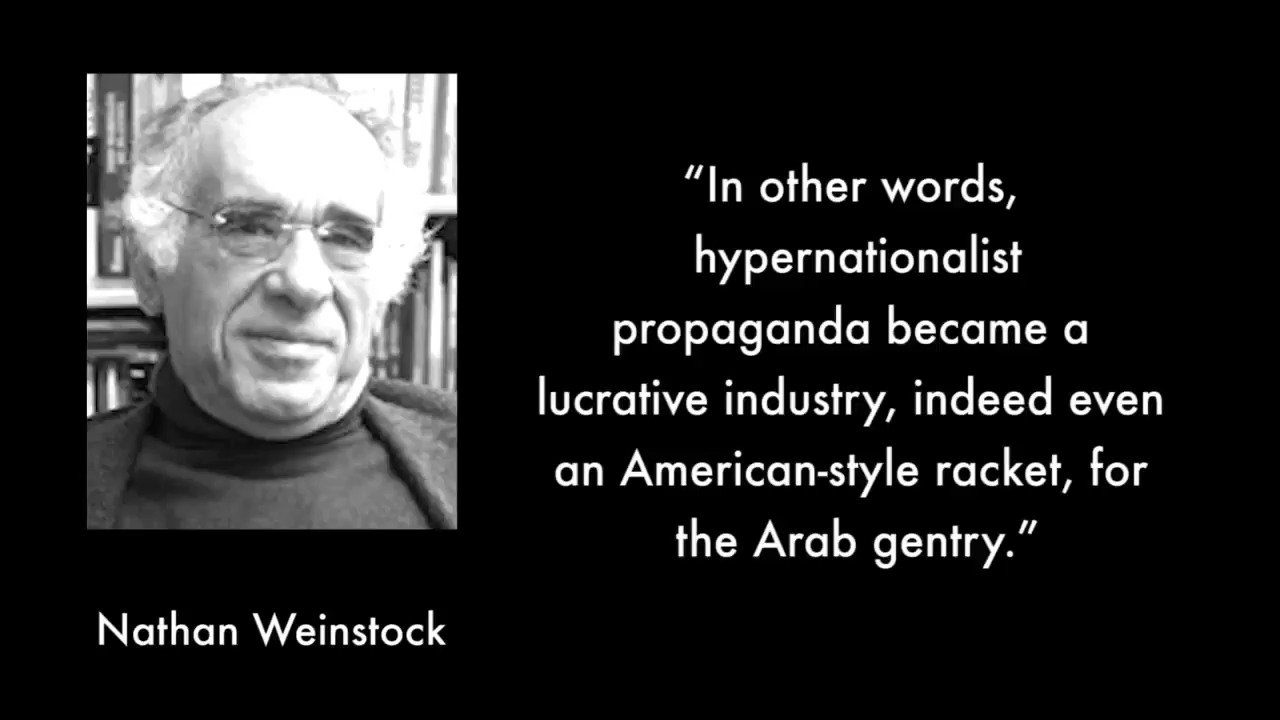 “In other words,
hypernationalist
propaganda became a
lucrative industry, indeed even
an American-style racket, for
the Arab gentry.”
Nathan Weinstock